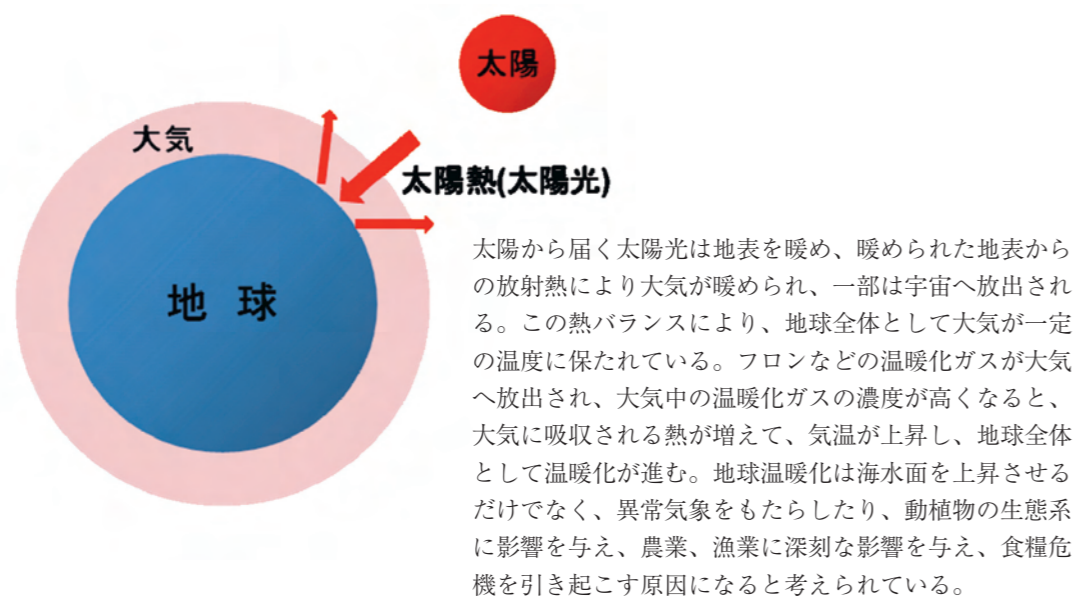 太陽
大気
太陽熱(太陽光)
地 球
太陽から届く太陽光は地表を暖め、暖められた地表から
の放射熱により大気が暖められ、一部は宇宙へ放出され
る。この熱バランスにより、地球全体として大気が一定
の温度に保たれている。フロンなどの温暖化ガスが大気
へ放出され、大気中の温暖化ガスの濃度が高くなると、
大気に吸収される熱が増えて、気温が上昇し、地球全体
として温暖化が進む。地球温暖化は海水面を上昇させる
だけでなく、異常気象をもたらしたり、動植物の生態系
に影響を与え、農業、漁業に深刻な影響を与え、食糧危
機を引き起こす原因になると考えられている。